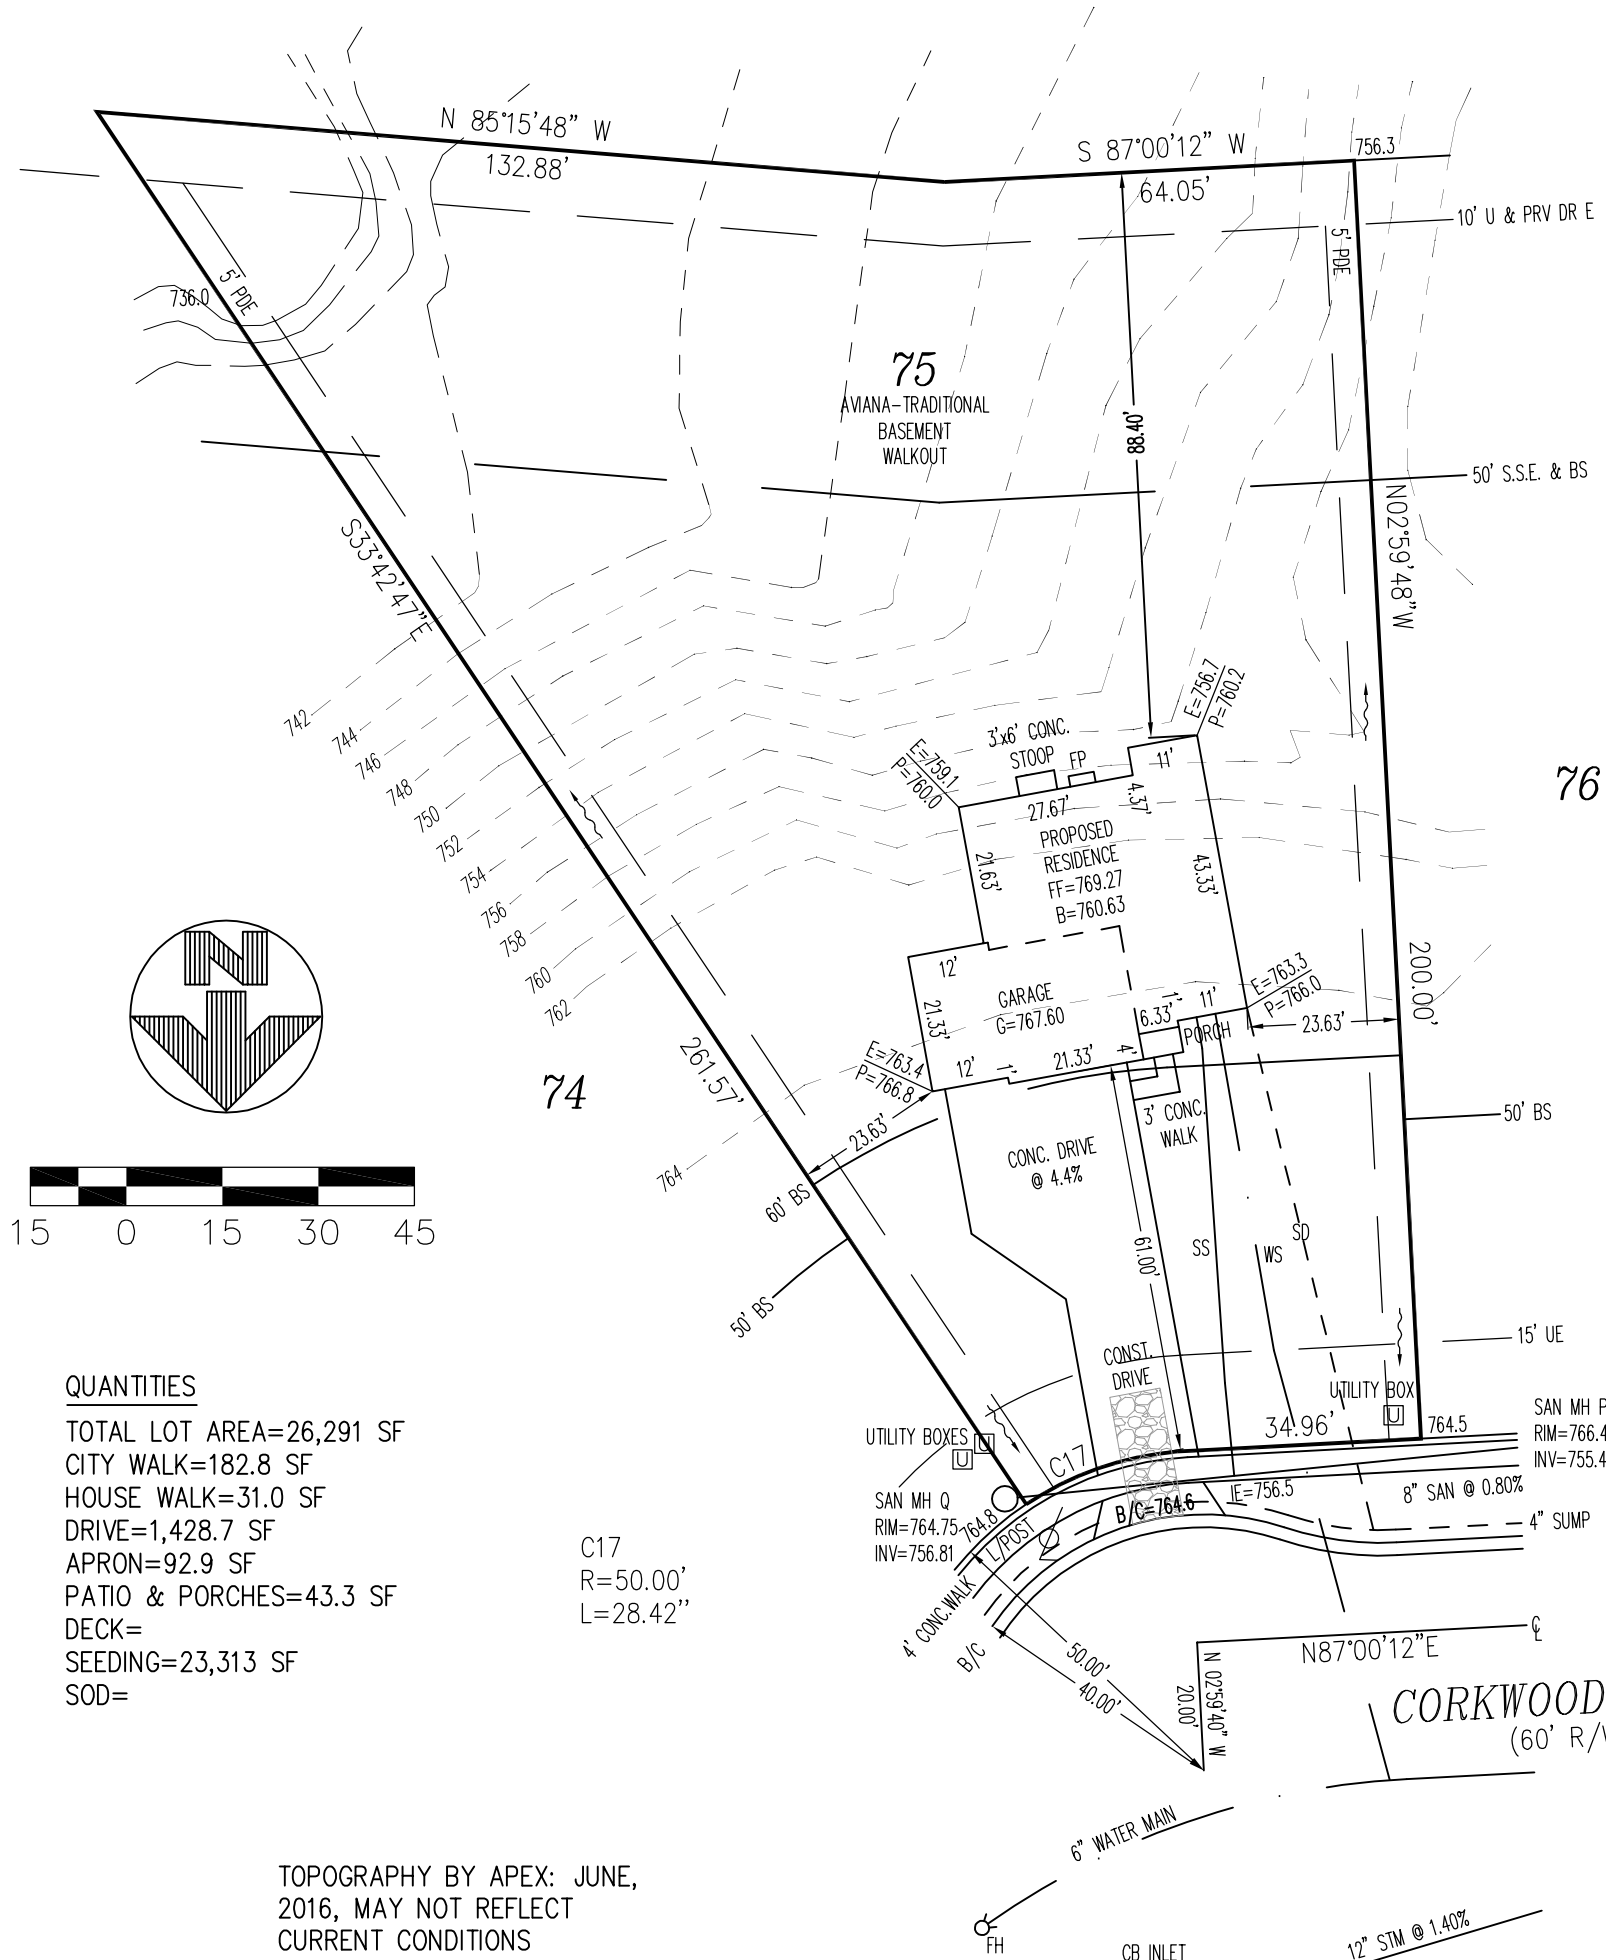 N 85°15'48" W
132.88'
S 87°00'12" W
64.05'
756.3
10' U & PRV DR E
5' PDE
5' PDE
736.0
75
AVIANA-TRADITIONAL
BASEMENT
WALKOUT
88.40'
50' S.S.E. & BS
N02°59'48"W
200.00'
S33°42'47"E
261.57'
742
744
746
748
750
752
754
756
758
760
762
764
E=756.7
P=760.2
3'x6' CONC.
STOOP
FP
E=759.1
P=760.0
11'
4.37'
27.67'
76
PROPOSED
RESIDENCE
FF=769.27
B=760.63
21.63'
43.33'
12'
GARAGE
G=767.60
21.33'
1'
11'
6.33'
PORCH
E=763.3
P=766.0
23.63'
E=763.4
P=766.8
12'
1'
21.33'
4'
74
N
23.63'
3' CONC.
WALK
50' BS
CONC. DRIVE
@ 4.4%
60' BS
50' BS
15 0 15 30 45
61.00'
SS
WS
SD
15' UE
CONST.
DRIVE
UTILITY BOX
U
34.96'
764.5
SAN MH P
RIM=766.4
INV=755.4
UTILITY BOXES
U
U
C17
SAN MH Q
RIM=764.75
INV=756.81
764.8
L/POST
B/C=764.6
IE=756.5
8" SAN @ 0.80%
4" SUMP
4' CONC.WALK
B/C
50.00'
40.00'
N87°00'12"E
℄
N 02°59'40" W
20.00'
CORKWOOD
(60' R/
QUANTITIES
TOTAL LOT AREA=26,291 SF
CITY WALK=182.8 SF
HOUSE WALK=31.0 SF
DRIVE=1,428.7 SF
APRON=92.9 SF
PATIO & PORCHES=43.3 SF
DECK=
SEEDING=23,313 SF
SOD=
C17
R=50.00'
L=28.42"
6" WATER MAIN
FH
CB INLET
12" STM @ 1.40%
TOPOGRAPHY BY APEX: JUNE,
2016, MAY NOT REFLECT
CURRENT CONDITIONS